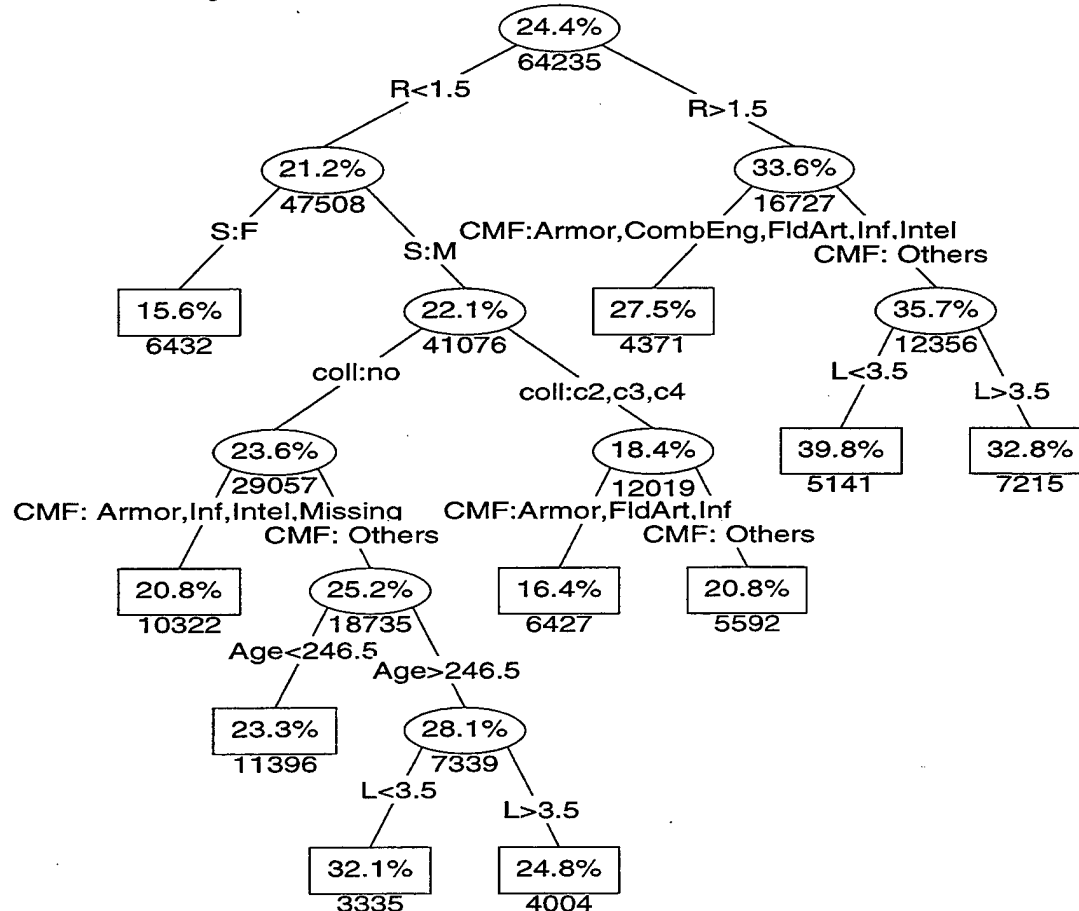 24.4%
64235
R<1.5
R>1.5
21.2%
33.6%
47508
16727
S:F
S:M
CMF:Armor,CombEng,FldArt,Inf,Intel
CMF: Others
15.6%
22.1%
27.5%
35.7%
6432
41076
4371
12356
coll:no
coll:c2,c3,c4
L<3.5
L>3.5
23.6%
18.4%
39.8%
32.8%
29057
12019
5141
7215
CMF: Armor,Inf,Intel,Missing
CMF:Armor,FldArt,Inf
CMF: Others
CMF: Others
20.8%
25.2%
16.4%
20.8%
10322
18735
6427
5592
Age<246.5
Age>246.5
23.3%
28.1%
11396
7339
L<3.5
L>3.5
32.1%
24.8%
3335
4004